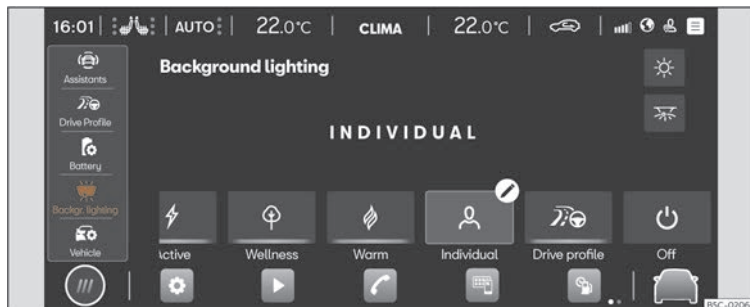 16:01 AUTO 22.0°C CLIMA 22.0°C
Assistants
Drive Profile
Battery
Backgr. lighting
Vehicle
Background lighting
INDIVIDUAL
Active Wellness Warm Individual Drive profile Off
BSC-0206